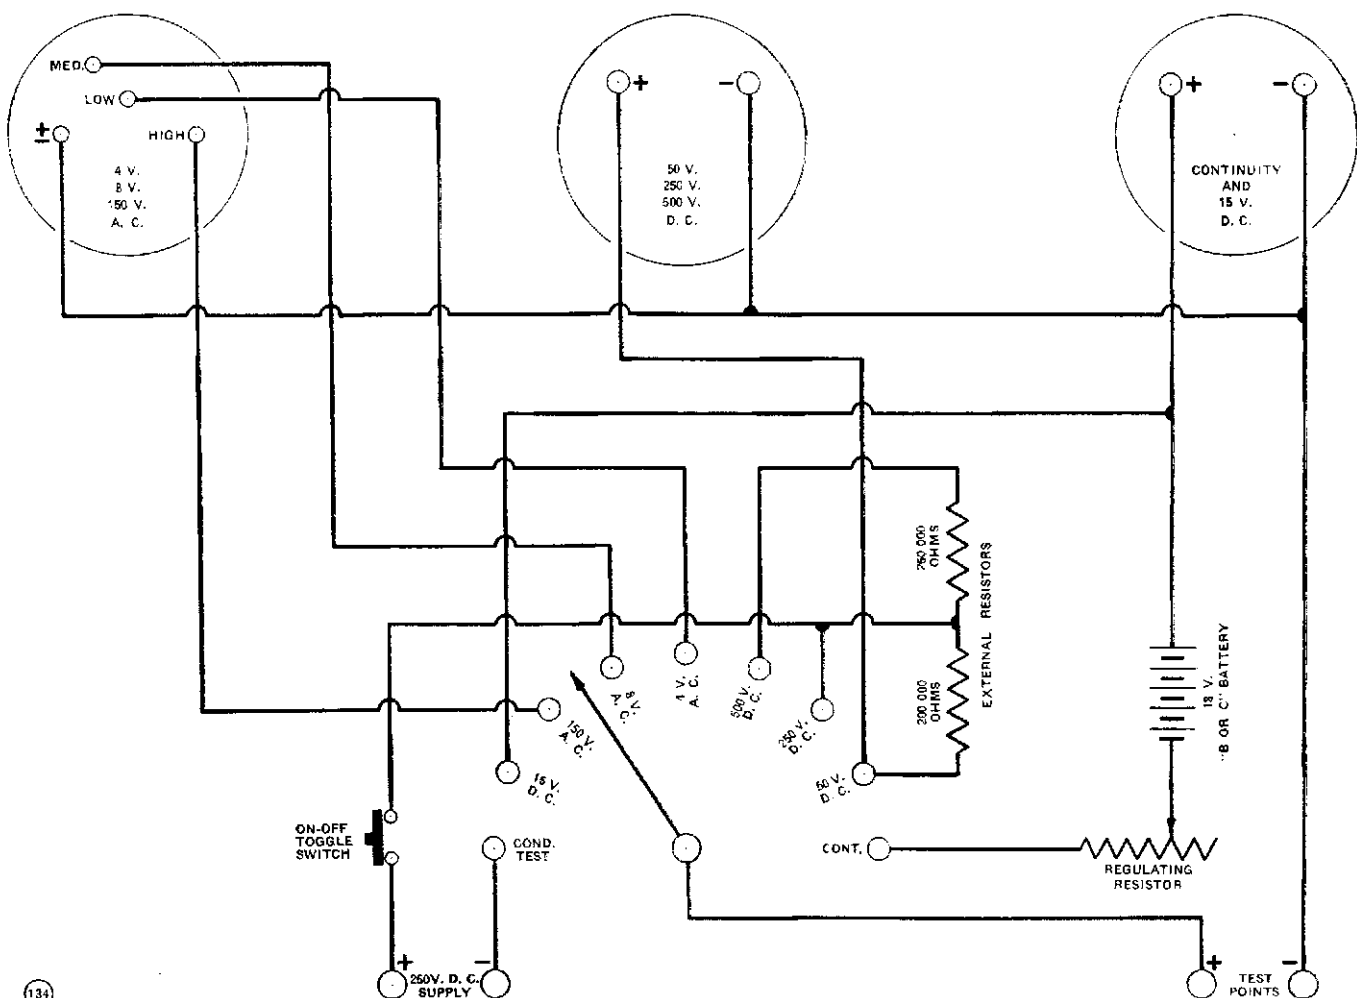 MED.
LOW
±
HIGH
4 V.
8 V.
150 V.
A. C.
+
−
50 V.
250 V.
500 V.
D. C.
+
−
CONTINUITY
AND
15 V.
D. C.
250 000
OHMS
200 000
OHMS
EXTERNAL RESISTORS
18 V.
"B OR C" BATTERY
8 V.
A. C.
4 V.
A. C.
500 V.
D. C.
250 V.
D. C.
50 V.
D. C.
150 V.
A. C.
15 V.
D. C.
ON-OFF
TOGGLE
SWITCH
COND.
TEST
CONT.
REGULATING
RESISTOR
+
−
250V. D. C.
SUPPLY
+
−
TEST
POINTS
134